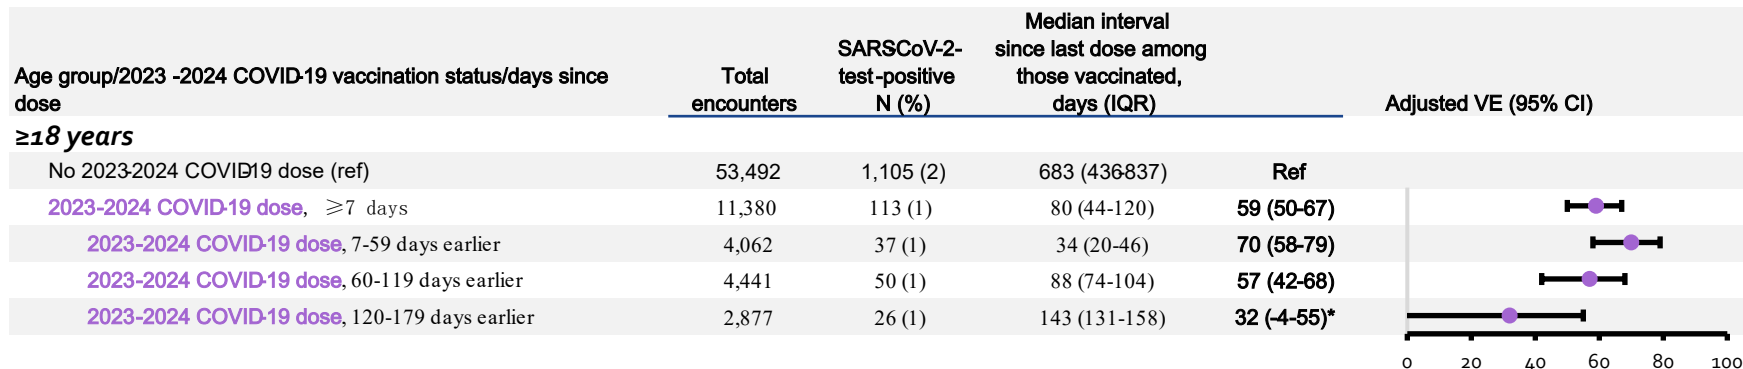 Median interval
SARSCoV-2- since last dose among
Age group/2023 -2024 COVID-19 vaccination status/days since Total test-positive those vaccinated,
dose encounters N (%) days (IQR) Adjusted VE (95% CI)
≥18 years
No 2023-2024 COVID-19 dose (ref) 53,492 1,105 (2) 683 (436-837) Ref
2023-2024 COVID-19 dose, ≥7 days 11,380 113 (1) 80 (44-120) 59 (50-67)
2023-2024 COVID-19 dose, 7-59 days earlier 4,062 37 (1) 34 (20-46) 70 (58-79)
2023-2024 COVID-19 dose, 60-119 days earlier 4,441 50 (1) 88 (74-104) 57 (42-68)
2023-2024 COVID-19 dose, 120-179 days earlier 2,877 26 (1) 143 (131-158) 32 (-4-55)*
0 20 40 60 80 100